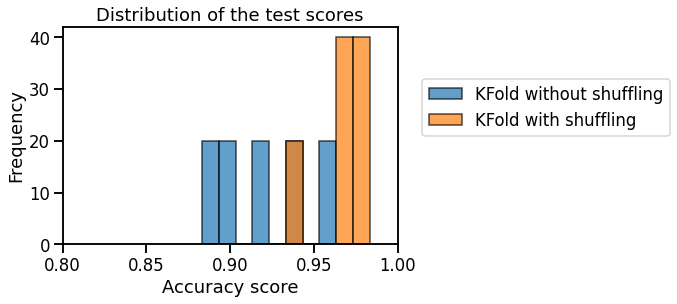 Distribution of the test scores
Frequency
40
30
20
10
0
0.80 0.85 0.90 0.95 1.00
Accuracy score
KFold without shuffling
KFold with shuffling